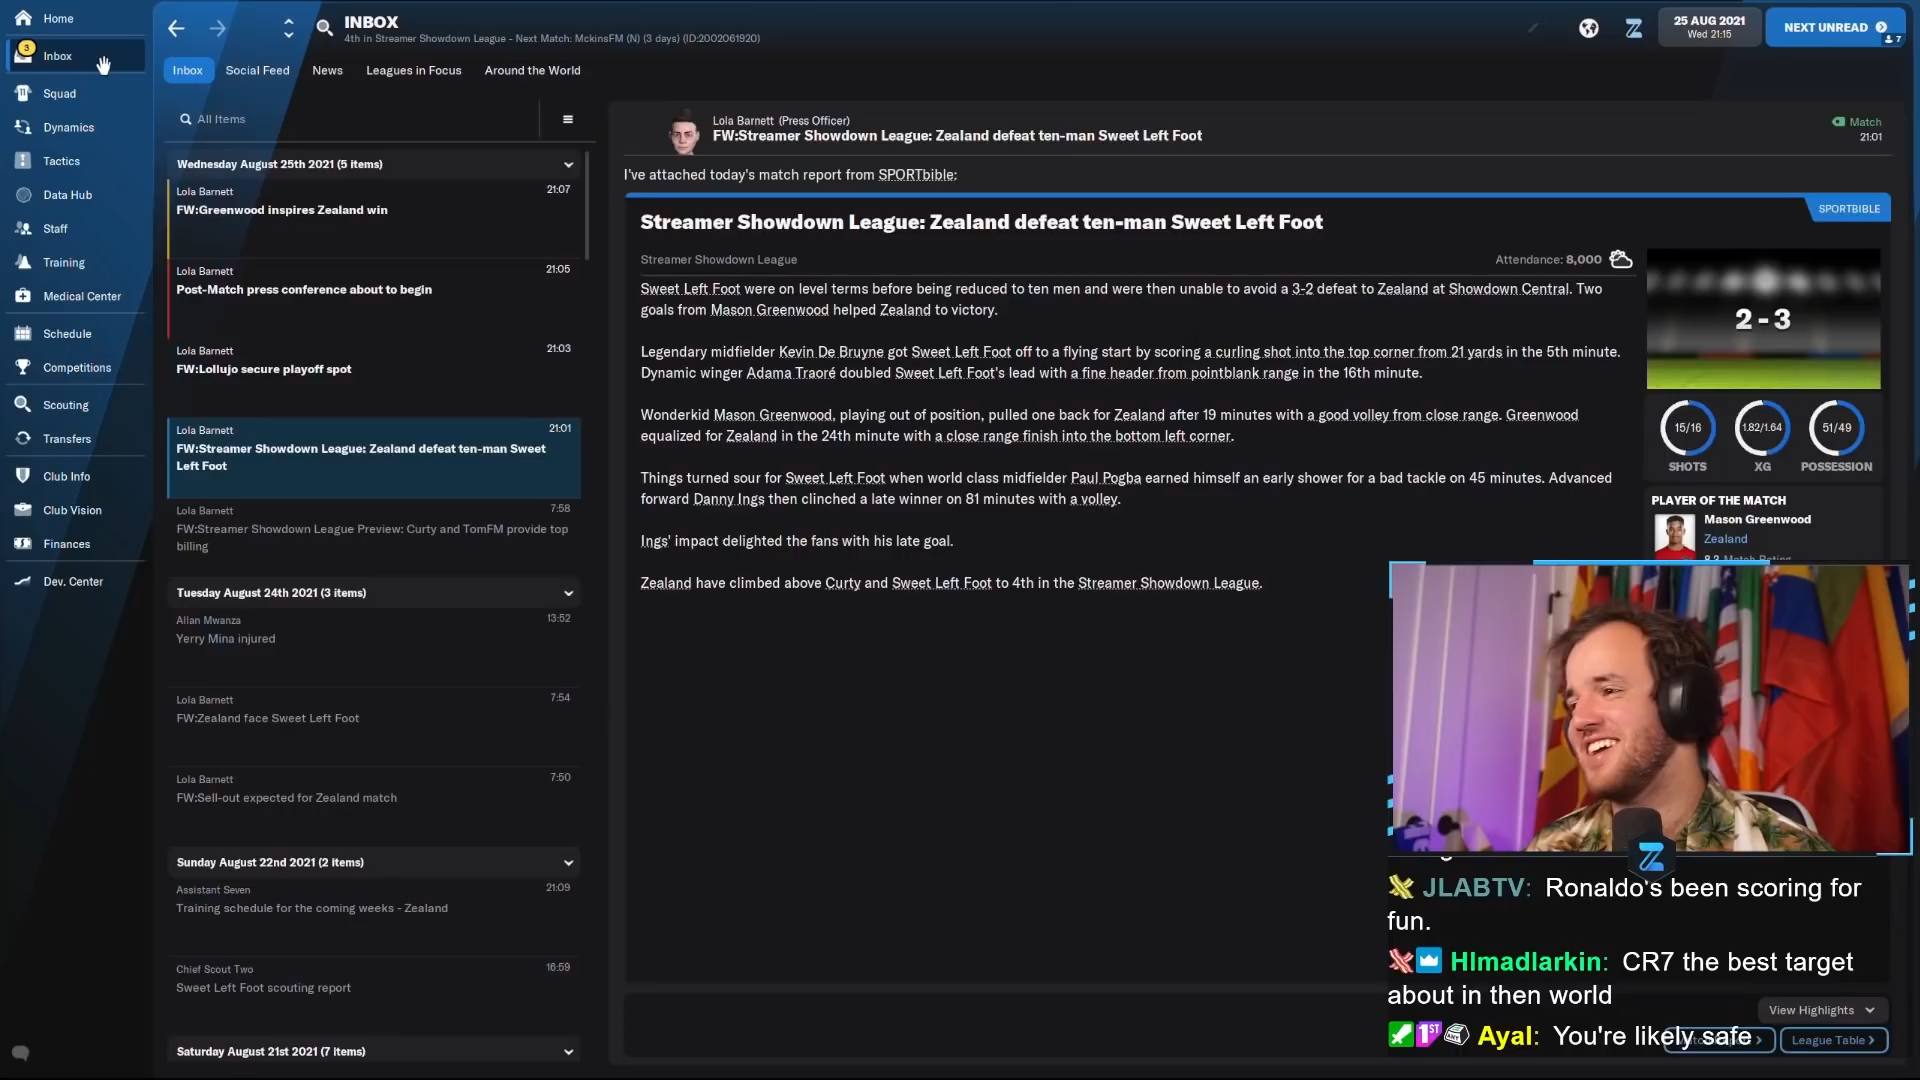 Home
Inbox
3
Squad
Dynamics
Tactics
Data Hub
Staff
Training
Medical Center
Schedule
Competitions
Scouting
Transfers
Club Info
Club Vision
Finances
Dev. Center
INBOX
4th in Streamer Showdown League - Next Match: MckinsFM (N) (3 days) (ID:2002061920)
25 AUG 2021
Wed 21:15
NEXT UNREAD
7
Inbox
Social Feed
News
Leagues in Focus
Around the World
All Items
Wednesday August 25th 2021 (5 items)
Lola Barnett 21:07
FW:Greenwood inspires Zealand win
Lola Barnett 21:05
Post-Match press conference about to begin
Lola Barnett 21:03
FW:Lollujo secure playoff spot
Lola Barnett 21:01
FW:Streamer Showdown League: Zealand defeat ten-man Sweet
Left Foot
Lola Barnett 7:58
FW:Streamer Showdown League Preview: Curty and TomFM provide top
billing
Tuesday August 24th 2021 (3 items)
Allan Mwanza 13:52
Yerry Mina injured
Lola Barnett 7:54
FW:Zealand face Sweet Left Foot
Lola Barnett 7:50
FW:Sell-out expected for Zealand match
Sunday August 22nd 2021 (2 items)
Assistant Seven 21:09
Training schedule for the coming weeks - Zealand
Chief Scout Two 16:59
Sweet Left Foot scouting report
Saturday August 21st 2021 (7 items)
Lola Barnett (Press Officer)
FW:Streamer Showdown League: Zealand defeat ten-man Sweet Left Foot
Match
21:01
I've attached today's match report from SPORTbible:
SPORTBIBLE
Streamer Showdown League: Zealand defeat ten-man Sweet Left Foot
Streamer Showdown League
Attendance: 8,000
Sweet Left Foot were on level terms before being reduced to ten men and were then unable to avoid a 3-2 defeat to Zealand at Showdown Central. Two
goals from Mason Greenwood helped Zealand to victory.
Legendary midfielder Kevin De Bruyne got Sweet Left Foot off to a flying start by scoring a curling shot into the top corner from 21 yards in the 5th minute.
Dynamic winger Adama Traoré doubled Sweet Left Foot's lead with a fine header from pointblank range in the 16th minute.
Wonderkid Mason Greenwood, playing out of position, pulled one back for Zealand after 19 minutes with a good volley from close range. Greenwood
equalized for Zealand in the 24th minute with a close range finish into the bottom left corner.
Things turned sour for Sweet Left Foot when world class midfielder Paul Pogba earned himself an early shower for a bad tackle on 45 minutes. Advanced
forward Danny Ings then clinched a late winner on 81 minutes with a volley.
Ings' impact delighted the fans with his late goal.
Zealand have climbed above Curty and Sweet Left Foot to 4th in the Streamer Showdown League.
2 - 3
15/16
1.82/1.64
51/49
SHOTS
XG
POSSESSION
PLAYER OF THE MATCH
Mason Greenwood
Zealand
8.3 Match Rating
JLABTV: Ronaldo's been scoring for
fun.
HImadlarkin: CR7 the best target
about in then world
View Highlights
1ST
Ayal: You're likely safe
League Table